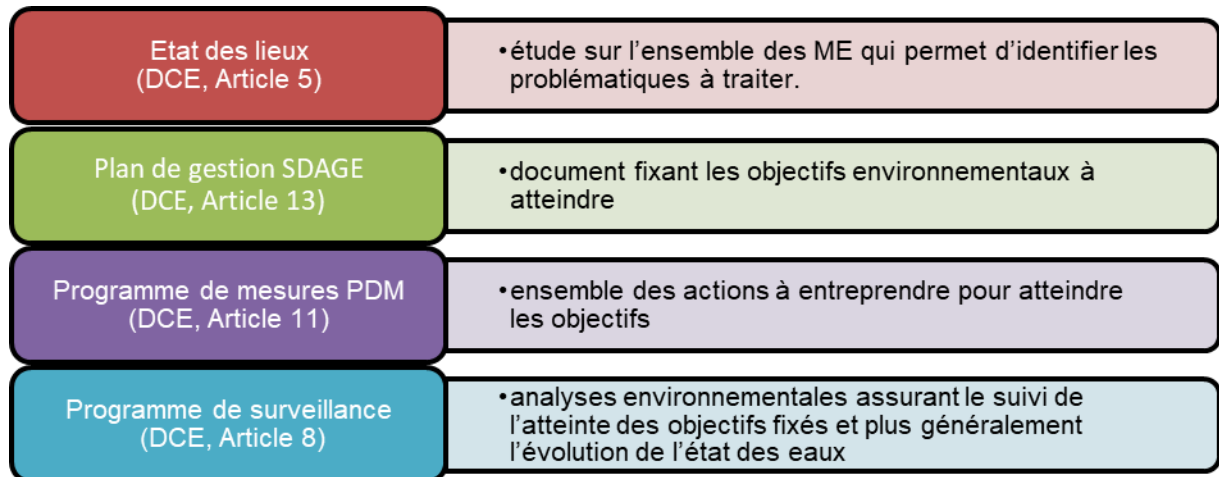 Etat des lieux
(DCE, Article 5)
•étude sur l’ensemble des ME qui permet d’identifier les
problématiques à traiter.
Plan de gestion SDAGE
(DCE, Article 13)
•document fixant les objectifs environnementaux à
atteindre
Programme de mesures PDM
(DCE, Article 11)
•ensemble des actions à entreprendre pour atteindre
les objectifs
Programme de surveillance
(DCE, Article 8)
•analyses environnementales assurant le suivi de
l’atteinte des objectifs fixés et plus généralement
l’évolution de l’état des eaux